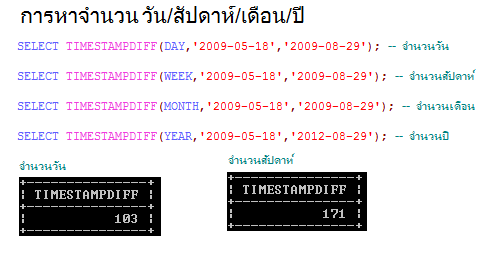 การหาจำนวน วัน/สัปดาห์/เดือน/ปี
SELECT TIMESTAMPDIFF(DAY,'2009-05-18','2009-08-29'); -- จำนวนวัน
SELECT TIMESTAMPDIFF(WEEK,'2009-05-18','2009-08-29'); -- จำนวนสัปดาห์
SELECT TIMESTAMPDIFF(MONTH,'2009-05-18','2009-08-29'); -- จำนวนเดือน
SELECT TIMESTAMPDIFF(YEAR,'2009-05-18','2012-08-29'); -- จำนวนปี
จำนวนวัน
+---------------+
| TIMESTAMPDIFF |
+---------------+
| 103 |
+---------------+
จำนวนสัปดาห์
+---------------+
| TIMESTAMPDIFF |
+---------------+
| 171 |
+---------------+